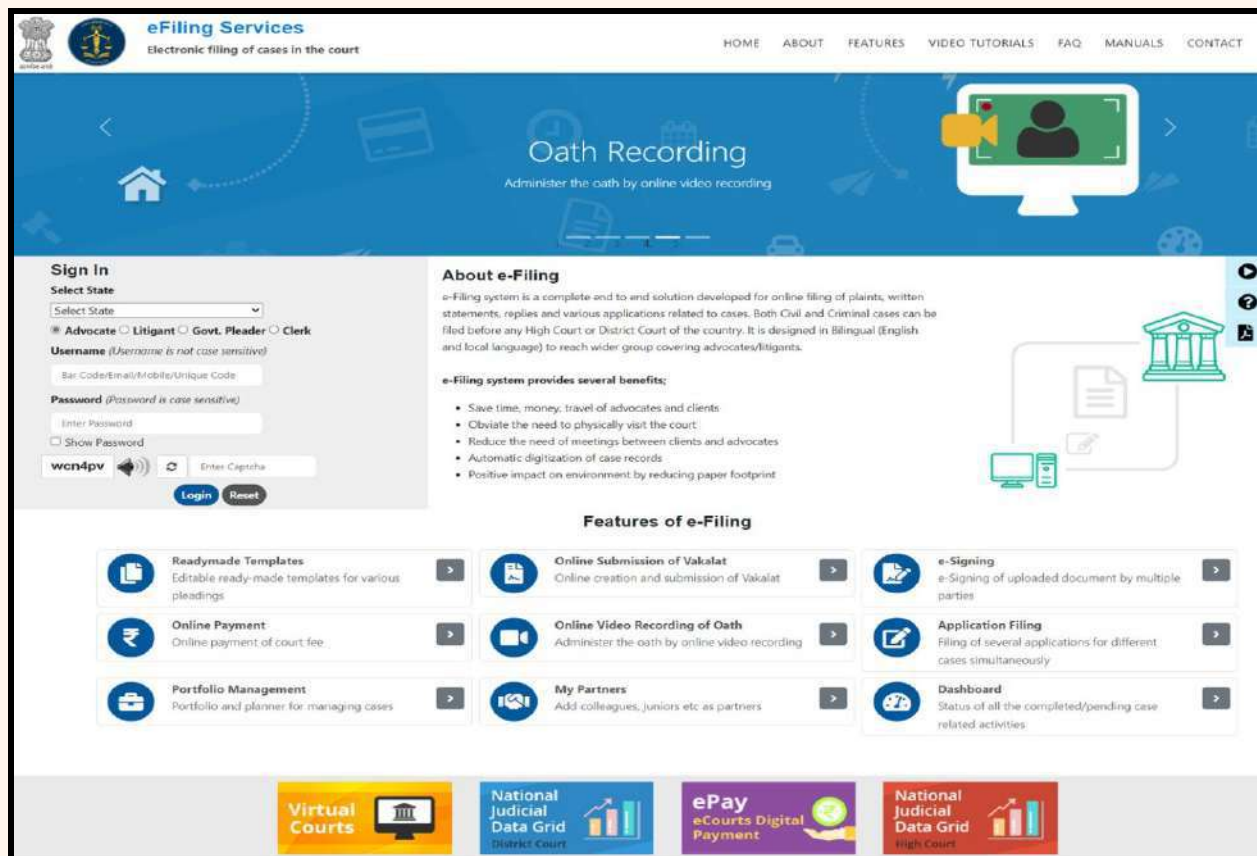 eFiling Services
Electronic filing of cases in the court
HOME ABOUT FEATURES VIDEO TUTORIALS FAQ MANUALS CONTACT
Oath Recording
Administer the oath by online video recording
Sign In
Select State
Select State
Advocate Litigant Govt. Pleader Clerk
Username (Username is not case sensitive)
Bar Code/Email/Mobile/Unique Code
Password (Password is case sensitive)
Enter Password
Show Password
wcn4pv Enter Captcha
Login Reset
About e-Filing
e-Filing system is a complete end to end solution developed for online filing of plaints, written
statements, replies and various applications related to cases. Both Civil and Criminal cases can be
filed before any High Court or District Court of the country. It is designed in Bilingual (English
and local language) to reach wider group covering advocates/litigants.
e-Filing system provides several benefits;
• Save time, money, travel of advocates and clients
• Obviate the need to physically visit the court
• Reduce the need of meetings between clients and advocates
• Automatic digitization of case records
• Positive impact on environment by reducing paper footprint
Features of e-Filing
Readymade Templates
Editable ready-made templates for various
pleadings
Online Submission of Vakalat
Online creation and submission of Vakalat
e-Signing
e-Signing of uploaded document by multiple
parties
Online Payment
Online payment of court fee
Online Video Recording of Oath
Administer the oath by online video recording
Application Filing
Filing of several applications for different
cases simultaneously
Portfolio Management
Portfolio and planner for managing cases
My Partners
Add colleagues, juniors etc as partners
Dashboard
Status of all the completed/pending case
related activities
Virtual
Courts
National
Judicial
Data Grid
District Court
ePay
eCourts Digital
Payment
National
Judicial
Data Grid
High Court